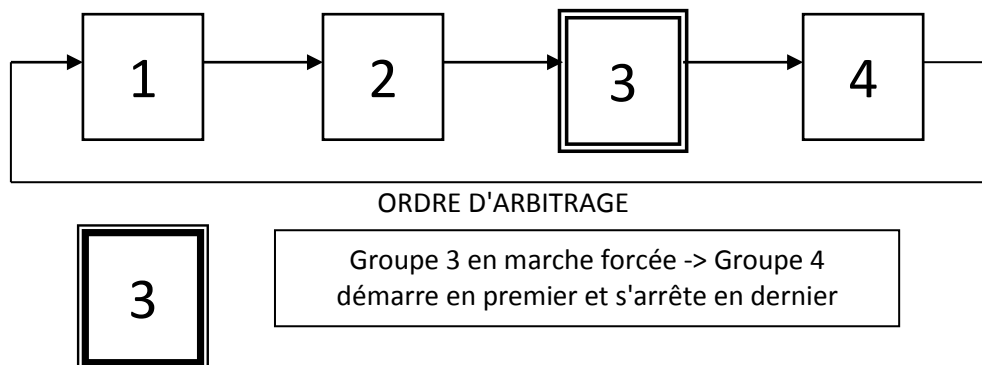 1
2
3
4
ORDRE D'ARBITRAGE
3
Groupe 3 en marche forcée -> Groupe 4
démarre en premier et s'arrête en dernier